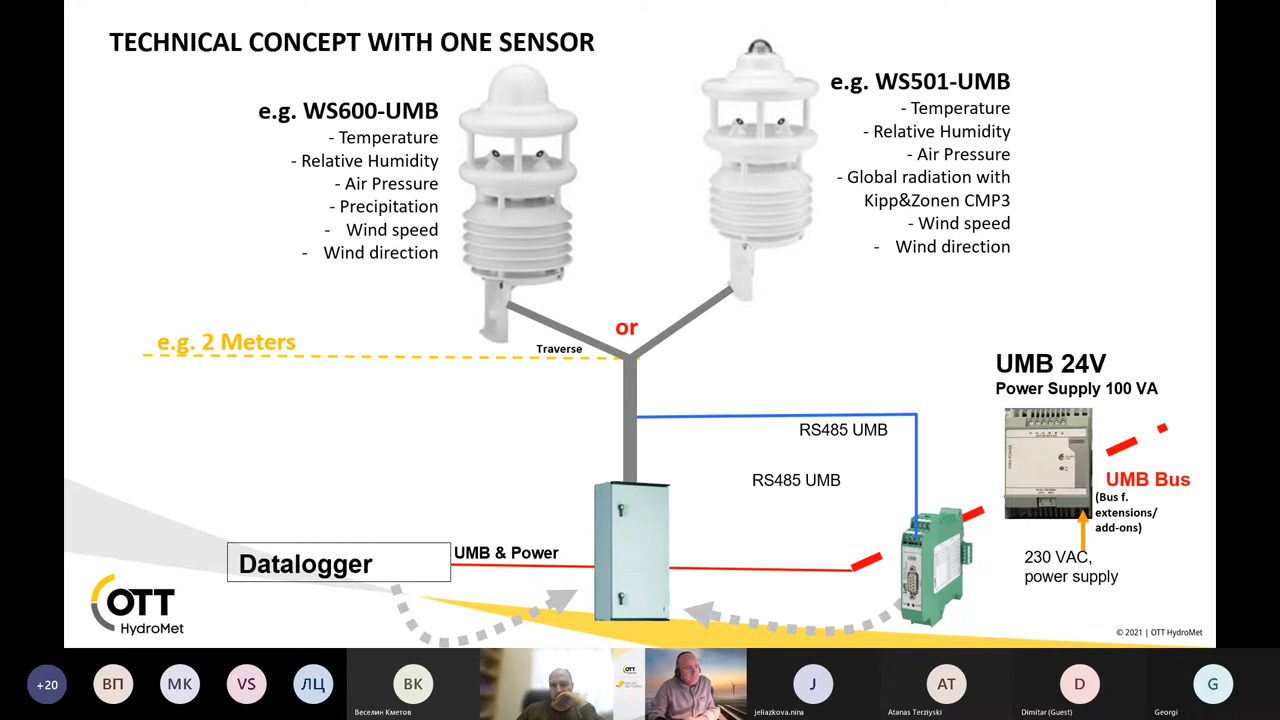 TECHNICAL CONCEPT WITH ONE SENSOR
e.g. WS600-UMB
- Temperature
- Relative Humidity
- Air Pressure
- Precipitation
- Wind speed
- Wind direction
e.g. WS501-UMB
- Temperature
- Relative Humidity
- Air Pressure
- Global radiation with
Kipp&Zonen CMP3
- Wind speed
- Wind direction
or
e.g. 2 Meters
Traverse
UMB 24V
Power Supply 100 VA
RS485 UMB
RS485 UMB
UMB Bus
(Bus f.
extensions/
add-ons)
230 VAC,
power supply
Datalogger
UMB & Power
OTT
HydroMet
© 2021 | OTT HydroMet
+20
ВП
МК
VS
ЛЦ
ВК
Веселин Кметов
OTT
J
jeliazkova.nina
AT
Atanas Terziyski
D
Dimitar (Guest)
G
Georgi